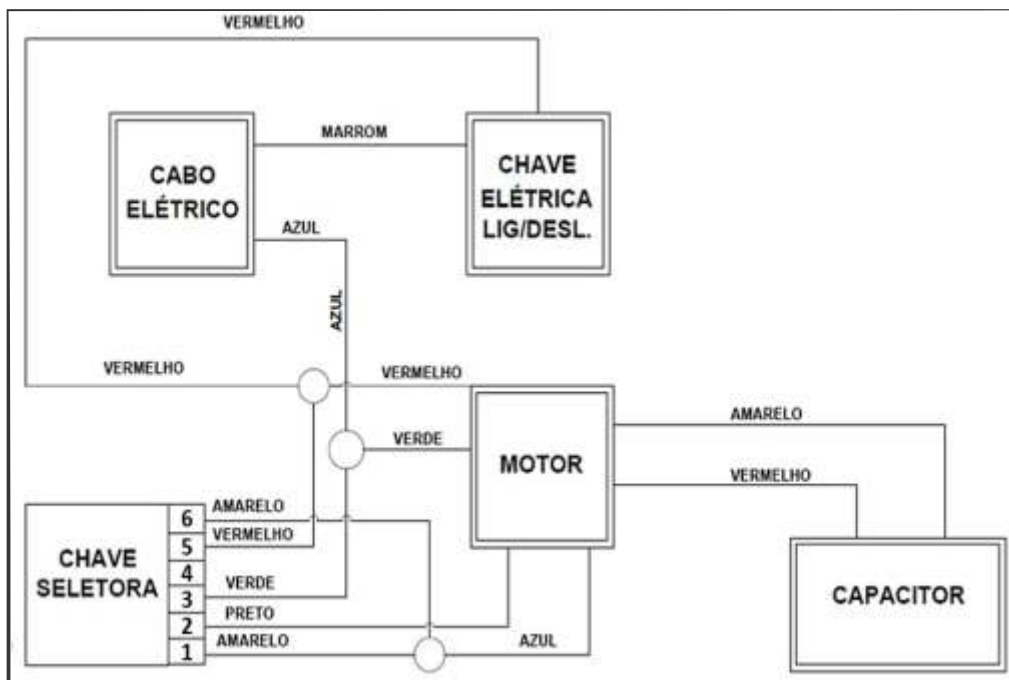 VERMELHO
MARROM
CABO
ELÉTRICO
CHAVE
ELÉTRICA
LIG/DESL.
AZUL
AZUL
VERMELHO
VERMELHO
VERDE
MOTOR
AMARELO
VERMELHO
CHAVE
SELETORA
6
AMARELO
5
VERMELHO
4
3
VERDE
2
PRETO
1
AMARELO
AZUL
CAPACITOR